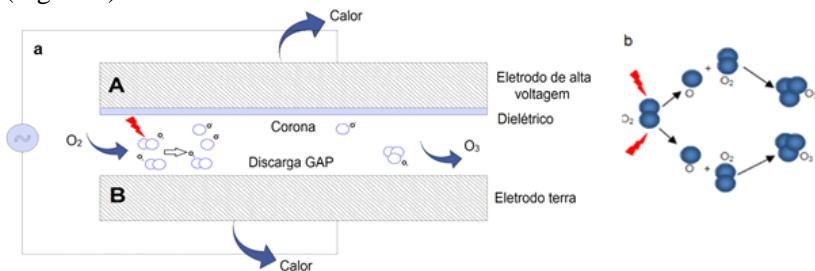 Calor
a
b
A
Eletrodo de alta
voltagem
Dielétrico
Corona
O₂
O₃
Discarga GAP
B
Eletrodo terra
Calor
O
+
O₂
O₂
O
+
O₂
O₃